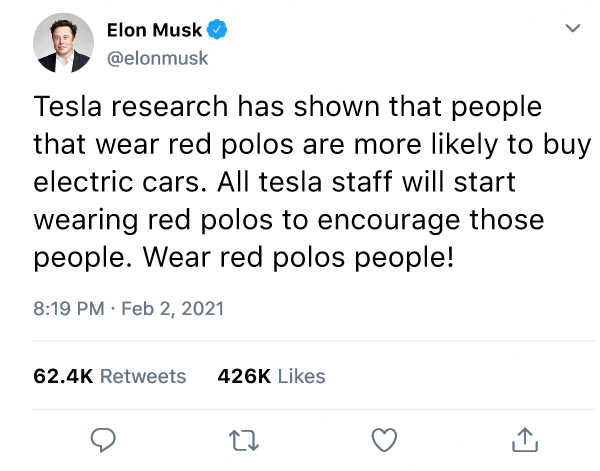 Elon Musk
@elonmusk
Tesla research has shown that people
that wear red polos are more likely to buy
electric cars. All tesla staff will start
wearing red polos to encourage those
people. Wear red polos people!
8:19 PM · Feb 2, 2021
62.4K Retweets 426K Likes